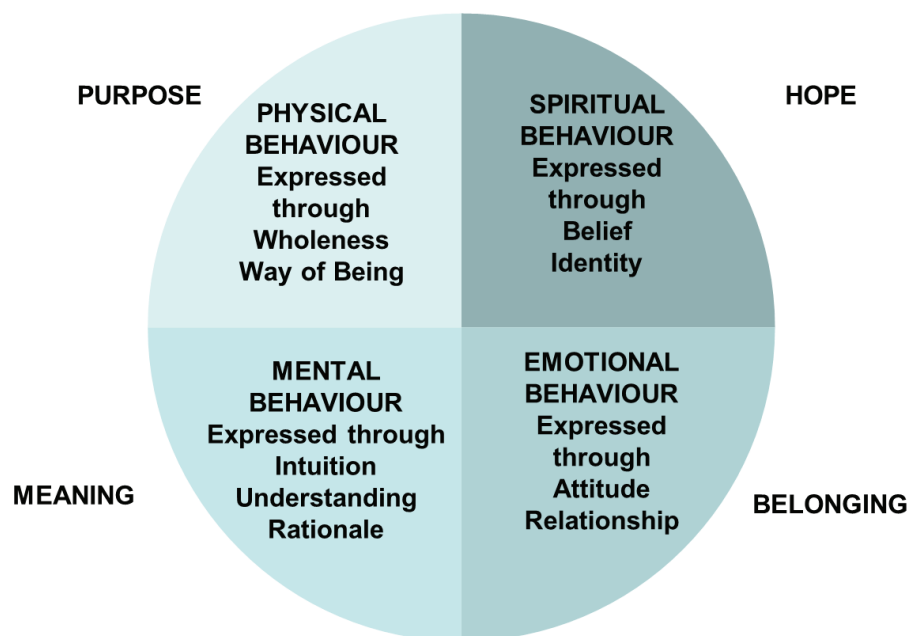 PURPOSE
PHYSICAL
BEHAVIOUR
Expressed
through
Wholeness
Way of Being
SPIRITUAL
BEHAVIOUR
Expressed
through
Belief
Identity
HOPE
MEANING
MENTAL
BEHAVIOUR
Expressed through
Intuition
Understanding
Rationale
EMOTIONAL
BEHAVIOUR
Expressed
through
Attitude
Relationship
BELONGING